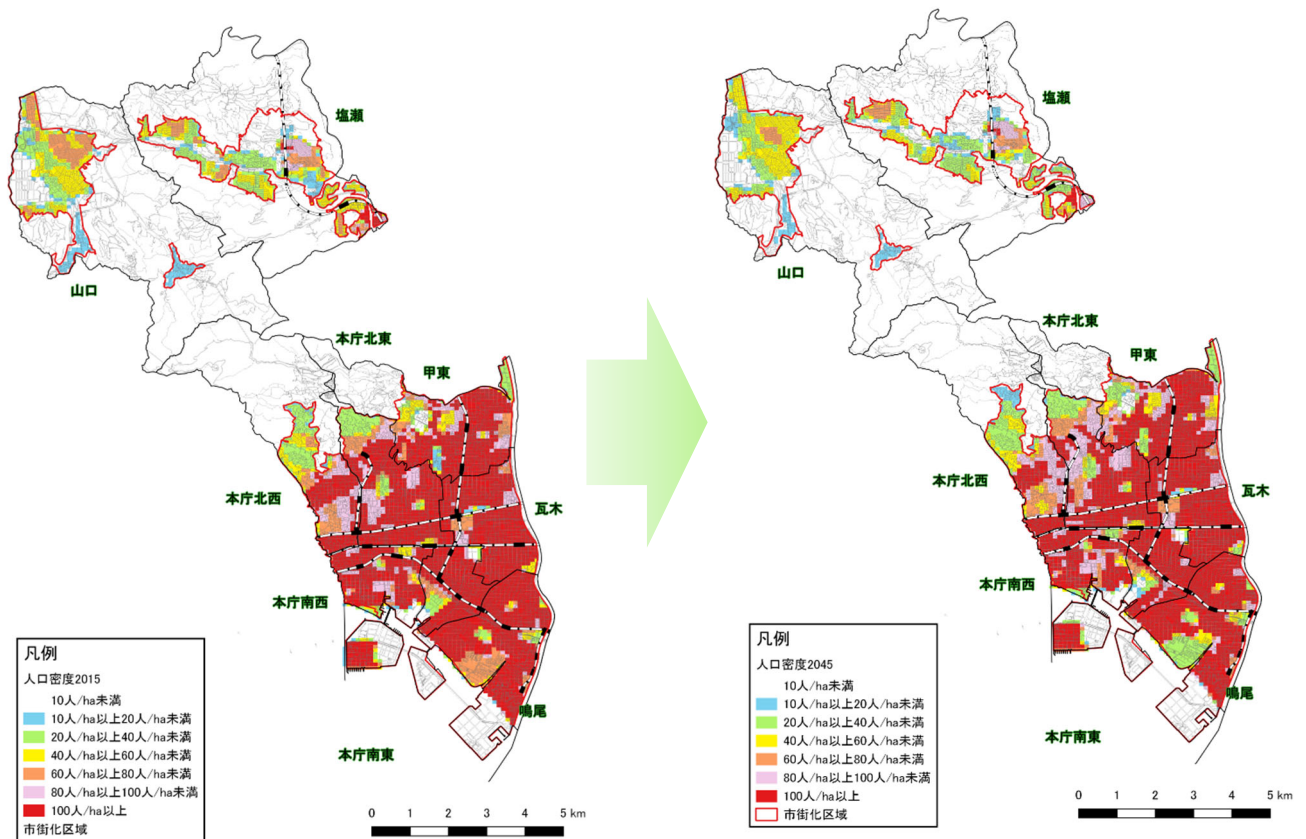 塩瀬
山口
本庁北東
甲東
本庁北西
瓦木
本庁南西
鳴尾
本庁南東
凡例
人口密度2015
10人/ha未満
10人/ha以上20人/ha未満
20人/ha以上40人/ha未満
40人/ha以上60人/ha未満
60人/ha以上80人/ha未満
80人/ha以上100人/ha未満
100人/ha以上
市街化区域
0 1 2 3 4 5 km
塩瀬
山口
本庁北東
甲東
本庁北西
瓦木
本庁南西
鳴尾
本庁南東
凡例
人口密度2045
10人/ha未満
10人/ha以上20人/ha未満
20人/ha以上40人/ha未満
40人/ha以上60人/ha未満
60人/ha以上80人/ha未満
80人/ha以上100人/ha未満
100人/ha以上
市街化区域
0 1 2 3 4 5 km